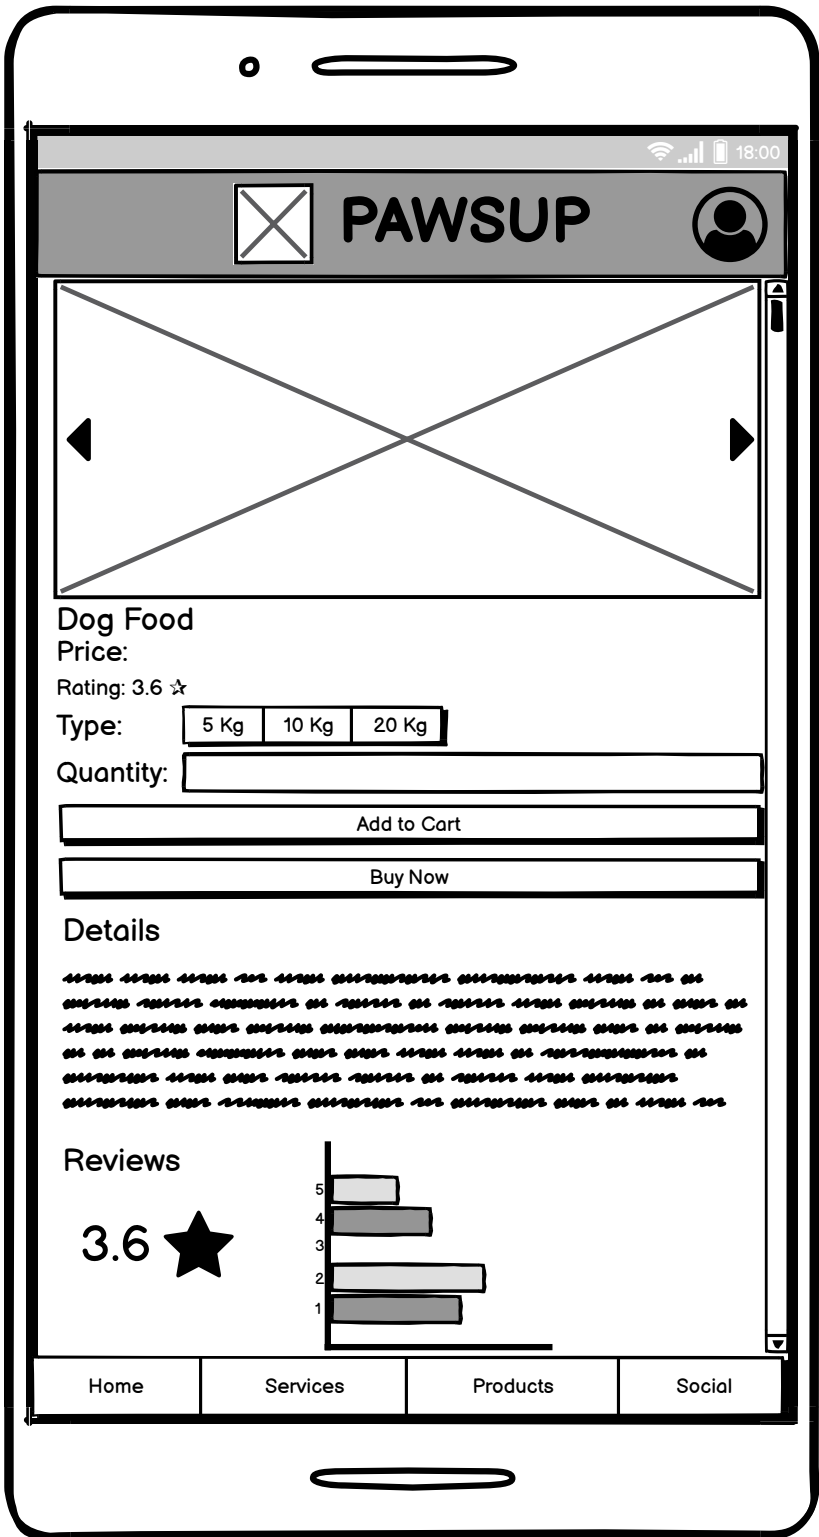 18:00
PAWSUP
Dog Food
Price:
Rating: 3.6 ✰
Type: 5 Kg 10 Kg 20 Kg
Quantity:
Add to Cart
Buy Now
Details
Reviews
3.6
5
4
3
2
1
Home Services Products Social